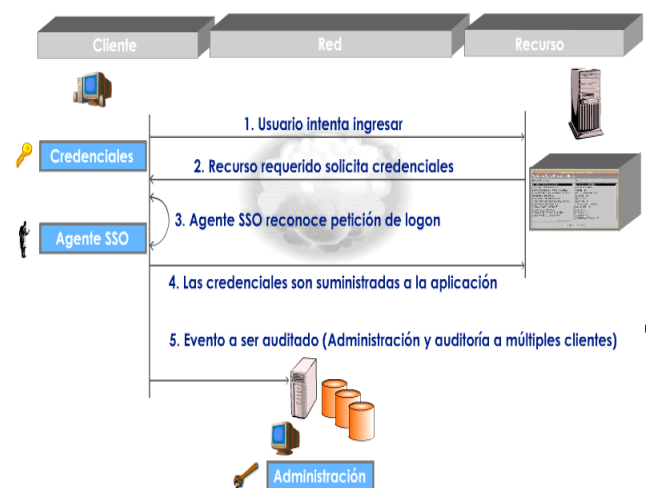 Cliente
Red
Recurso
1. Usuario intenta ingresar
Credenciales
2. Recurso requerido solicita credenciales
3. Agente SSO reconoce petición de logon
Agente SSO
4. Las credenciales son suministradas a la aplicación
5. Evento a ser auditado (Administración y auditoría a múltiples clientes)
Administración